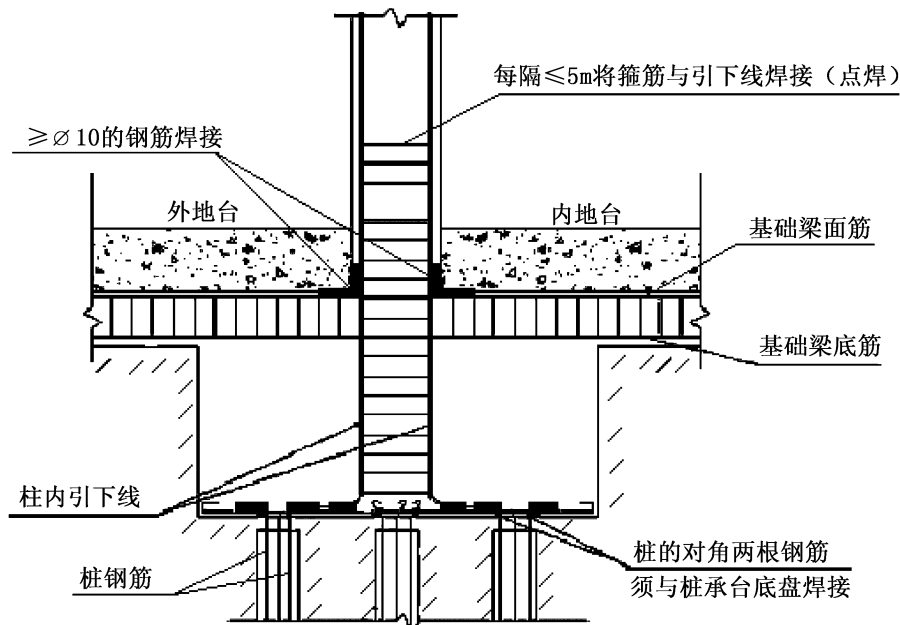 每隔≤5m将箍筋与引下线焊接（点焊）
≥∅10的钢筋焊接
外地台
内地台
基础梁面筋
基础梁底筋
柱内引下线
桩钢筋
桩的对角两根钢筋
须与桩承台底盘焊接